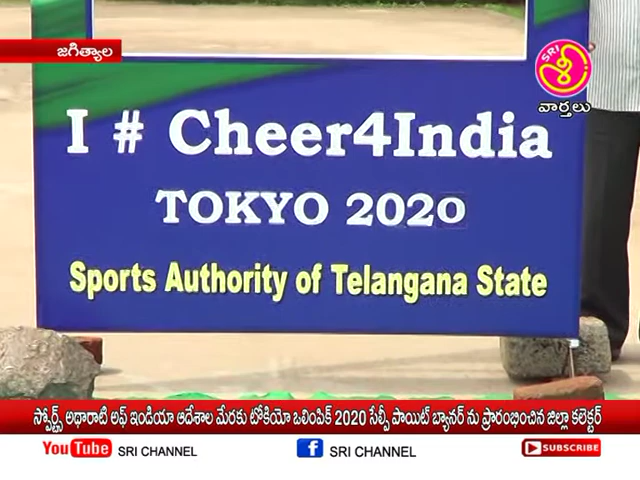 జగిత్యాల
SRI
శ్రీ
వార్తలు
I # Cheer4India
TOKYO 2020
Sports Authority of Telangana State
స్పోర్ట్స్ అథారాటి అఫ్ ఇండియా ఆదేశాల మేరకు టోకియో ఒలింపిక్ 2020 సేల్ఫీ పాయిట్ బ్యానర్ ను ప్రారంభించిన జిల్లా కలెక్టర్
YouTube SRI CHANNEL f SRI CHANNEL SUBSCRIBE